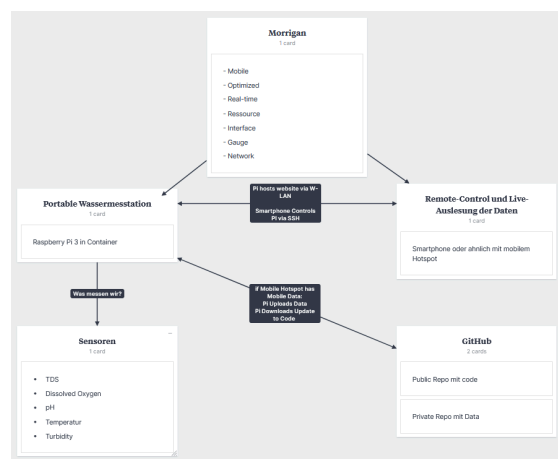 Morrigan
1 card
- Mobile
- Optimized
- Real-time
- Ressource
- Interface
- Gauge
- Network
Portable Wassermesstation
1 card
Raspberry Pi 3 in Container
Pi hosts website via W-
LAN
Smartphone Controls
PI via SSH
Remote-Control und Live-
Auslesung der Daten
1 card
Smartphone oder ahnlich mit mobilem
Hotspot
Was messen wir?
if Mobile Hotspot has
Mobile Data:
Pi Uploads Data
Pi Downloads Update
to Code
Sensoren
1 card
• TDS
• Dissolved Oxygen
• pH
• Temperatur
• Turbidity
GitHub
2 cards
Public Repo mit code
Private Repo mit Data